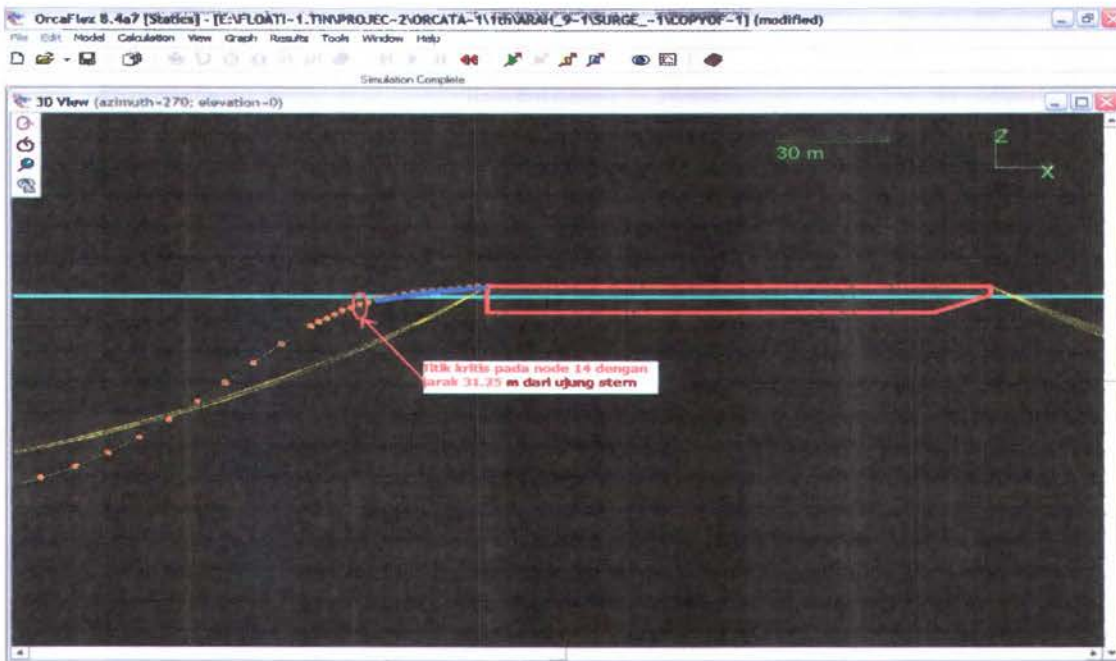 OrcaFlex 8.4a7 [Statics] - [E:\FLOATI~1.TIN\PROJEC~2\ORCATA~1\1th\ARAH_9~1\SURGE_~1\COPYOF~1] (modified)
File Edit Model Calculation View Graph Results Tools Window Help
Simulation Complete
3D View (azimuth=270; elevation=0)
30 m
Z
X
Titik kritis pada node 14 dengan
jarak 31.25 m dari ujung stern